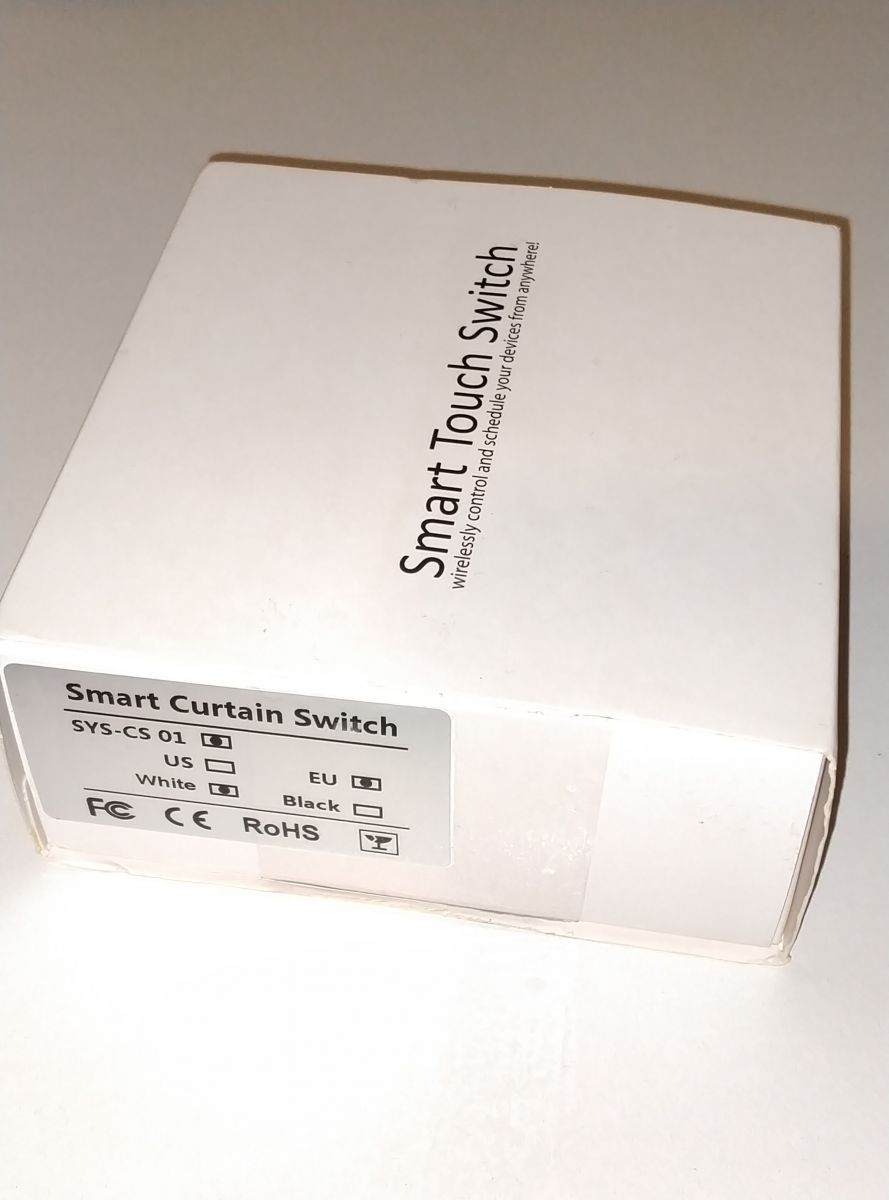 Smart Touch Switch
wirelessly control and schedule your devices from anywhere!
Smart Curtain Switch
SYS-CS 01
US EU
White Black
FC CE RoHS